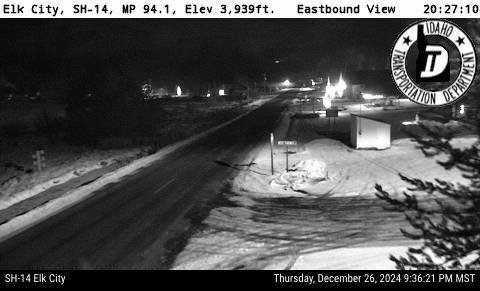 Elk City, SH-14, MP 94.1, Elev 3,939ft.   Eastbound View   20:27:10
IDAHO
TRANSPORTATION DEPARTMENT
SH-14 Elk City
Thursday, December 26, 2024 9:36:21 PM MST